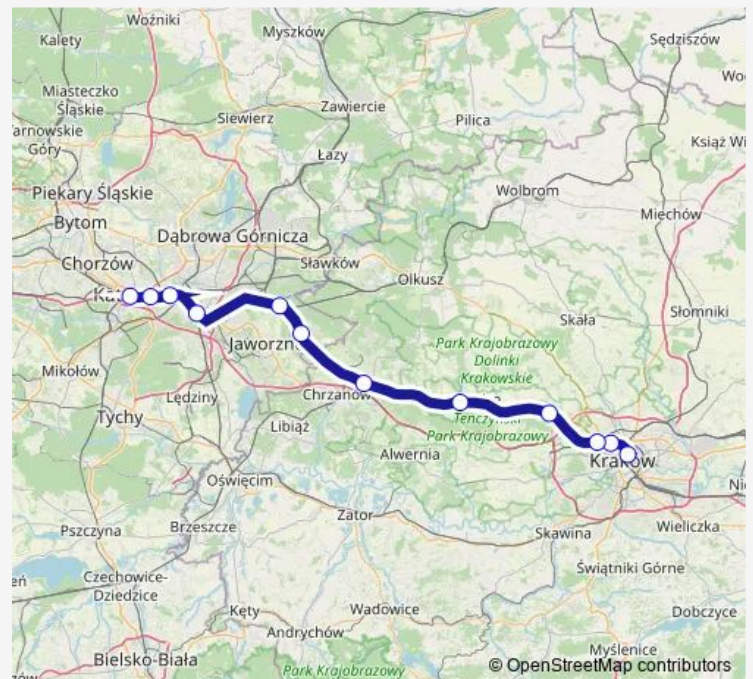 Woźniki
Myszków
Sędziszów
Kalety
Miasteczko
Śląskie
Zawiercie
Siewierz
Pilica
Tarnowskie
Góry
Łazy
Książ Wi
Wolbrom
Piekary Śląskie
Miechów
Bytom
Dąbrowa Górnicza
Chorzów
Sławków
Olkusz
Kat
Słomniki
Skała
Jaworzn
Park Krajobrazowy
Dolinki
Krakowskie
Mikołów
Lędziny
Chrzanów
Tychy
Tenczyński
Park Krajobrazowy
Libiąż
Alwernia
Kraków
Oświęcim
Zator
Wieliczka
Pszczyna
Brzeszcze
Skawina
Świątniki Górne
Czechowice-
Dziedzice
Kęty
Wadowice
Dobczyce
Andrychów
Myślenice
Bielsko-Biała
Park Krajobrazowy
© OpenStreetMap contributors